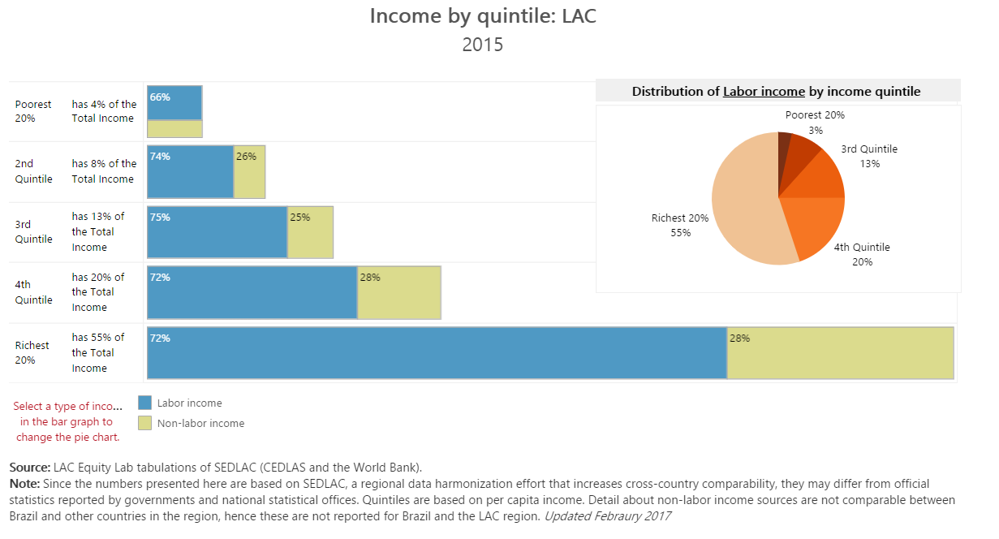 Income by quintile: LAC
2015
Poorest
20%
has 4% of the
Total Income
66%
2nd
Quintile
has 8% of the
Total Income
74%
26%
3rd
Quintile
has 13% of
the Total
Income
75%
25%
4th
Quintile
has 20% of
the Total
Income
72%
28%
Richest
20%
has 55% of
the Total
Income
72%
28%
Distribution of Labor income by income quintile
Poorest 20%
3%
3rd Quintile
13%
Richest 20%
55%
4th Quintile
20%
Select a type of inco...
in the bar graph to
change the pie chart.
Labor income
Non-labor income
Source: LAC Equity Lab tabulations of SEDLAC (CEDLAS and the World Bank).
Note: Since the numbers presented here are based on SEDLAC, a regional data harmonization effort that increases cross-country comparability, they may differ from official
statistics reported by governments and national statistical offices. Quintiles are based on per capita income. Detail about non-labor income sources are not comparable between
Brazil and other countries in the region, hence these are not reported for Brazil and the LAC region. Updated Febraury 2017